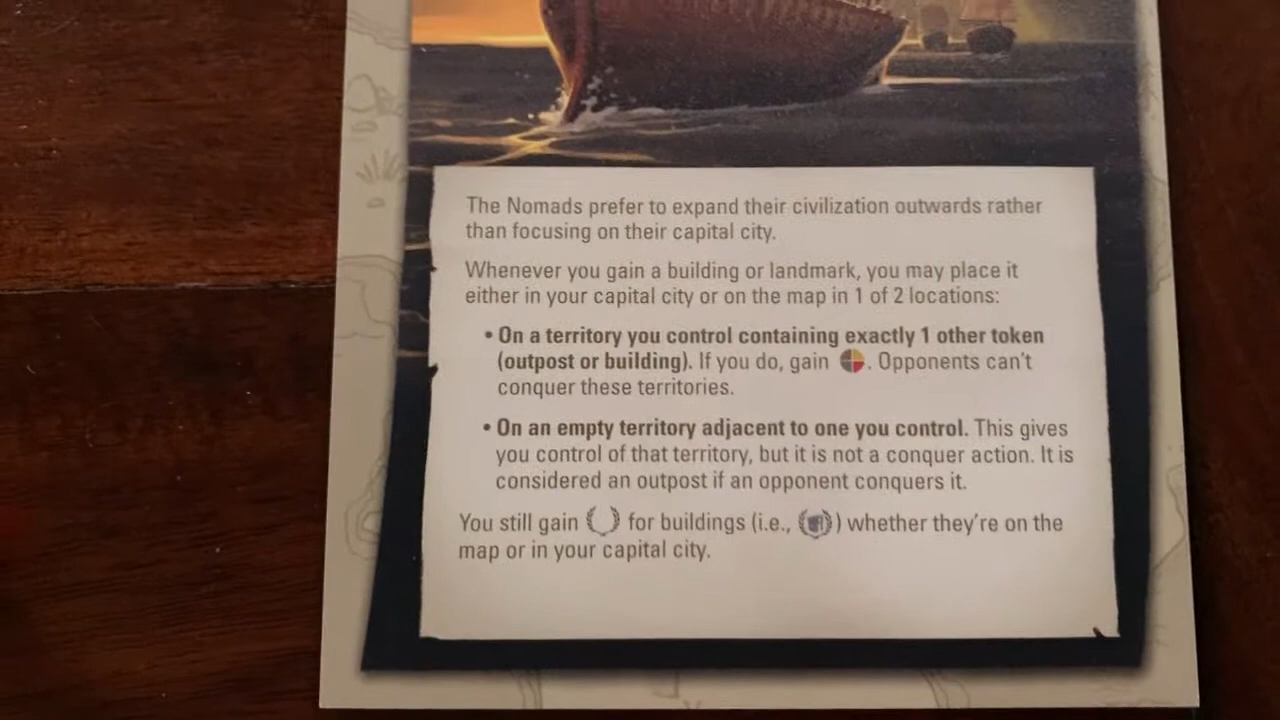 The Nomads prefer to expand their civilization outwards rather
than focusing on their capital city.
Whenever you gain a building or landmark, you may place it
either in your capital city or on the map in 1 of 2 locations:
• On a territory you control containing exactly 1 other token
(outpost or building). If you do, gain . Opponents can't
conquer these territories.
• On an empty territory adjacent to one you control. This gives
you control of that territory, but it is not a conquer action. It is
considered an outpost if an opponent conquers it.
You still gain for buildings (i.e., ) whether they're on the
map or in your capital city.